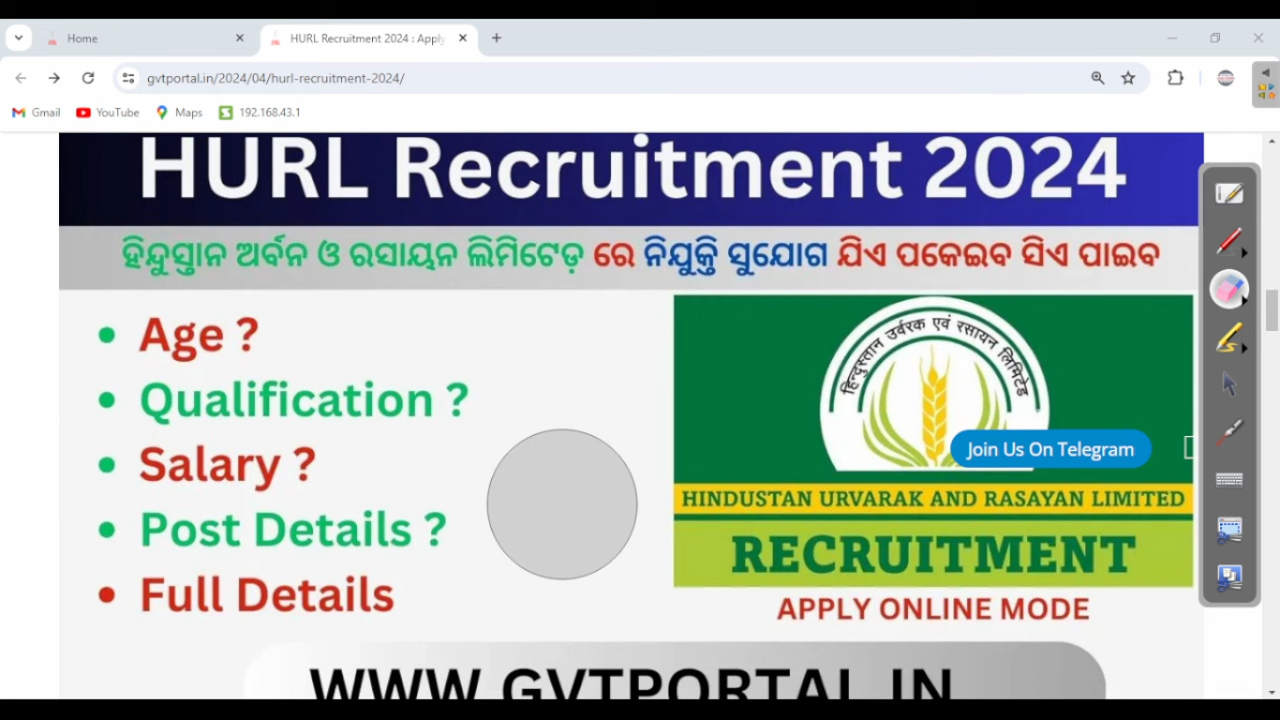 Home
HURL Recruitment 2024 : Apply
gvtportal.in/2024/04/hurl-recruitment-2024/
Gmail
YouTube
Maps
192.168.43.1
HURL Recruitment 2024
ହିନ୍ଦୁସ୍ତାନ ଅର୍ବନ ଓ ରସାୟନ ଲିମିଟେଡ଼ ରେ ନିଯୁକ୍ତି ସୁଯୋଗ ଯିଏ ପକେଇବ ସିଏ ପାଇବ
• Age ?
• Qualification ?
• Salary ?
• Post Details ?
• Full Details
हिन्दुस्तान उर्वरक एवं रसायन लिमिटेड
Join Us On Telegram
HINDUSTAN URVARAK AND RASAYAN LIMITED
RECRUITMENT
APPLY ONLINE MODE
WWW.GVTPORTAL.IN